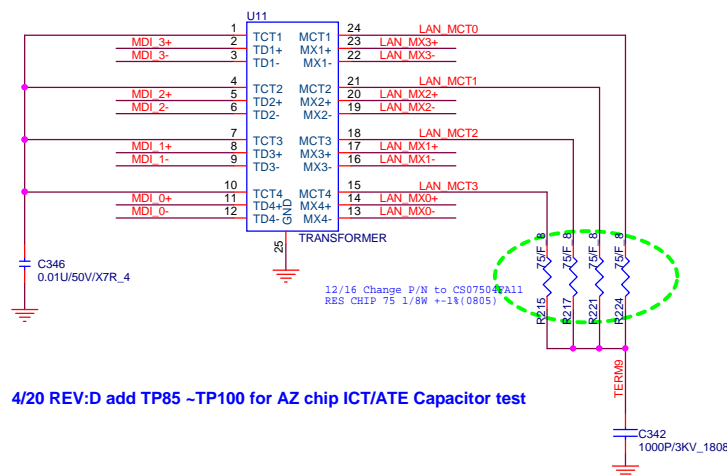 U11
1 TCT1 MCT1 24 LAN_MCT0
MDI_3+ 2 TD1+ MX1+ 23 LAN_MX3+
MDI_3- 3 TD1- MX1- 22 LAN_MX3-
4 TCT2 MCT2 21 LAN_MCT1
MDI_2+ 5 TD2+ MX2+ 20 LAN_MX2+
MDI_2- 6 TD2- MX2- 19 LAN_MX2-
7 TCT3 MCT3 18 LAN_MCT2
MDI_1+ 8 TD3+ MX3+ 17 LAN_MX1+
MDI_1- 9 TD3- MX3- 16 LAN_MX1-
10 TCT4 MCT4 15 LAN_MCT3
MDI_0+ 11 TD4+ MX4+ 14 LAN_MX0+
MDI_0- 12 TD4- MX4- 13 LAN_MX0-
GND
25
TRANSFORMER
C346
0.01U/50V/X7R_4
75/F_8 75/F_8 75/F_8 75/F_8
R215 R217 R221 R224
12/16 Change P/N to CS07504FA11
RES CHIP 75 1/8W +-1%(0805)
TERM9
4/20 REV:D add TP85 ~TP100 for AZ chip ICT/ATE Capacitor test
C342
1000P/3KV_1808